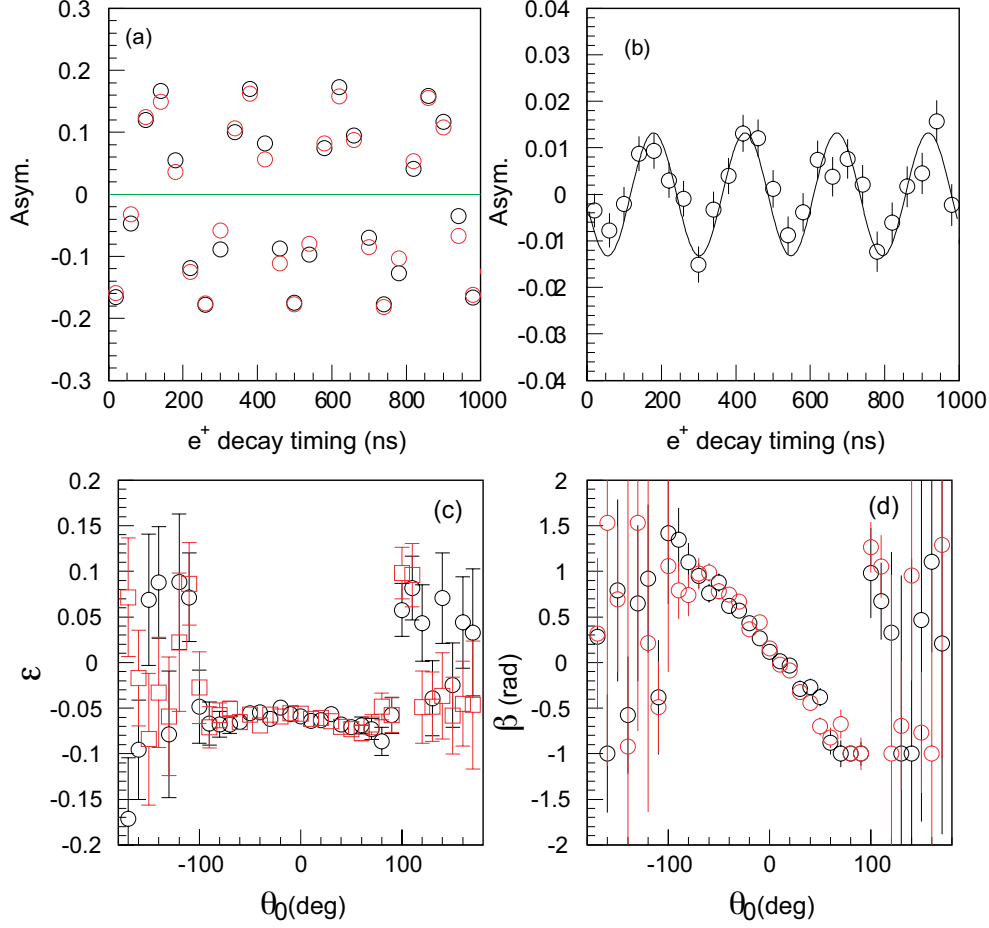 (a)
0.3
0.2
0.1
0
-0.1
-0.2
-0.3
Asym.
0 200 400 600 800 1000
e+ decay timing (ns)
(b)
0.04
0.03
0.02
0.01
0
-0.01
-0.02
-0.03
-0.04
Asym.
0 200 400 600 800 1000
e+ decay timing (ns)
(c)
0.2
0.15
0.1
0.05
0
-0.05
-0.1
-0.15
-0.2
ε
-100 0 100
θ0(deg)
(d)
2
1.5
1
0.5
0
-0.5
-1
-1.5
-2
β (rad)
-100 0 100
θ0(deg)